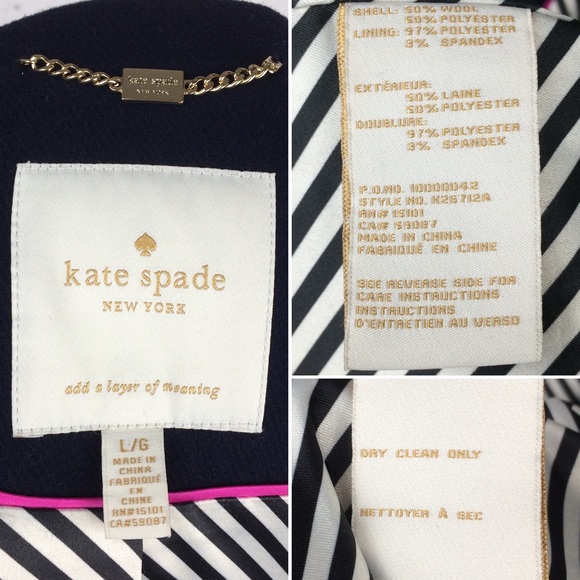 kate spade
NEW YORK
kate spade
NEW YORK
add a layer of meaning
L/G
MADE IN
CHINA
FABRIQUÉ
EN
CHINE
RN#15101
CA#59087
SHELL: 50% WOOL
50% POLYESTER
LINING: 97% POLYESTER
3% SPANDEX
EXTÉRIEUR:
50% LAINE
50% POLYESTER
DOUBLURE:
97% POLYESTER
3% SPANDEX
P.O.NO. 10000042
STYLE NO. K26712A
RN# 15101
CA# 59087
MADE IN CHINA
FABRIQUÉ EN CHINE
SEE REVERSE SIDE FOR
CARE INSTRUCTIONS
INSTRUCTIONS
D'ENTRETIEN AU VERSO
DRY CLEAN ONLY
NETTOYER À SEC